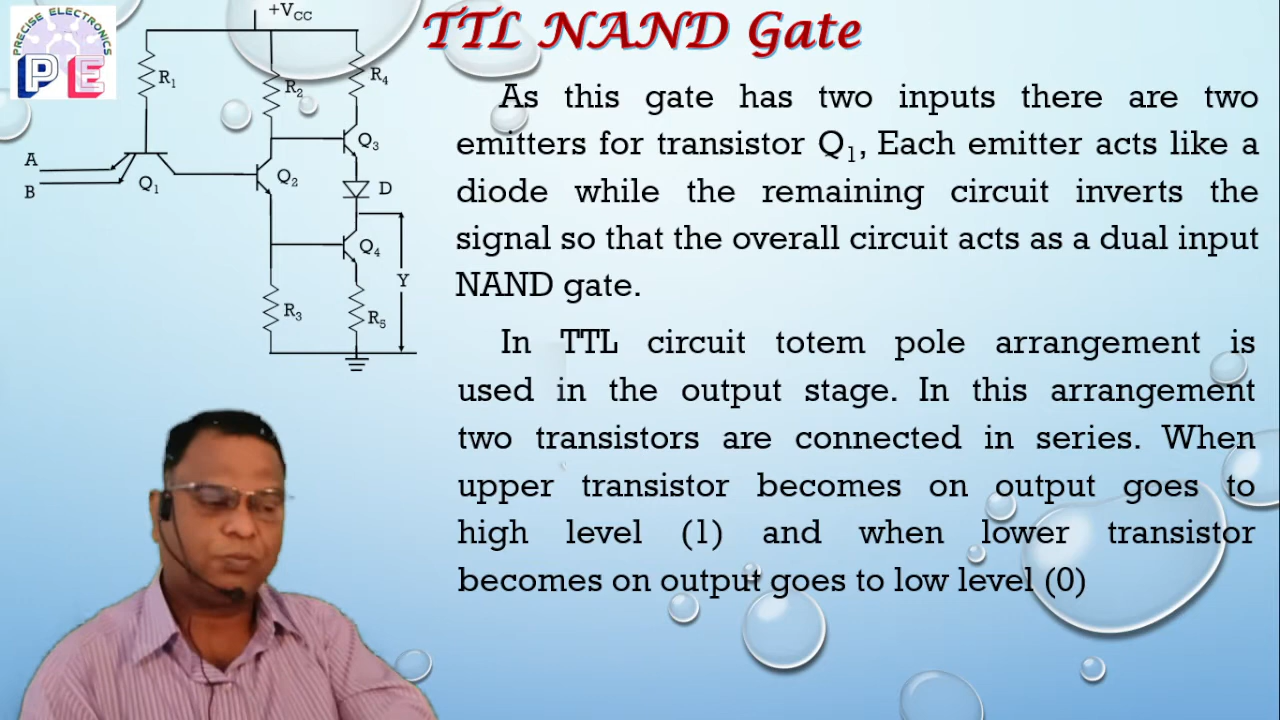 PRECISE ELECTRONICS
PE
TTL NAND Gate
+VCC
R1
R2
R4
Q3
A
B
Q1
Q2
D
Q4
Y
R3
R5
As this gate has two inputs there are two
emitters for transistor Q1, Each emitter acts like a
diode while the remaining circuit inverts the
signal so that the overall circuit acts as a dual input
NAND gate.
In TTL circuit totem pole arrangement is
used in the output stage. In this arrangement
two transistors are connected in series. When
upper transistor becomes on output goes to
high level (1) and when lower transistor
becomes on output goes to low level (0)